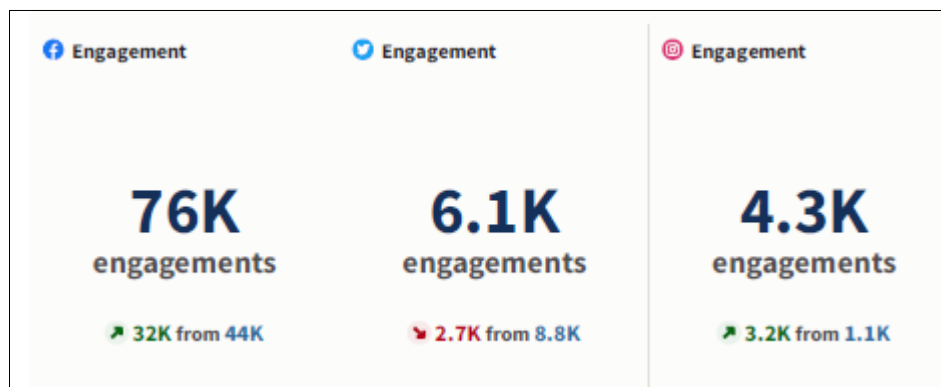 Engagement
76K
engagements
32K from 44K
Engagement
6.1K
engagements
2.7K from 8.8K
Engagement
4.3K
engagements
3.2K from 1.1K